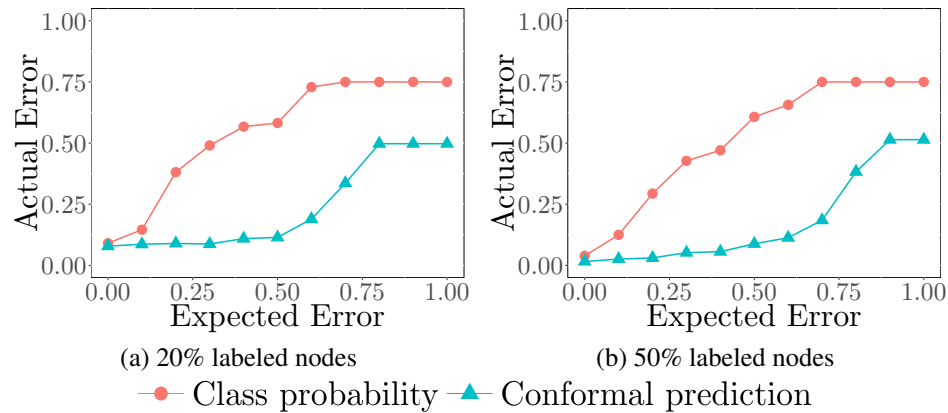 1.00
0.75
0.50
0.25
0.00
Actual Error
0.00 0.25 0.50 0.75 1.00
Expected Error
(a) 20% labeled nodes
1.00
0.75
0.50
0.25
0.00
Actual Error
0.00 0.25 0.50 0.75 1.00
Expected Error
(b) 50% labeled nodes
Class probability Conformal prediction